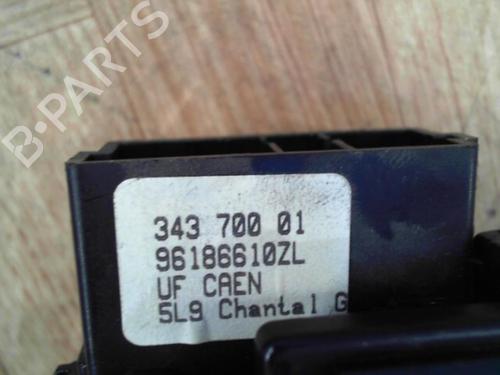 B-PARTS
343 700 01
96186610ZL
UF CAEN
5L9 Chantal G